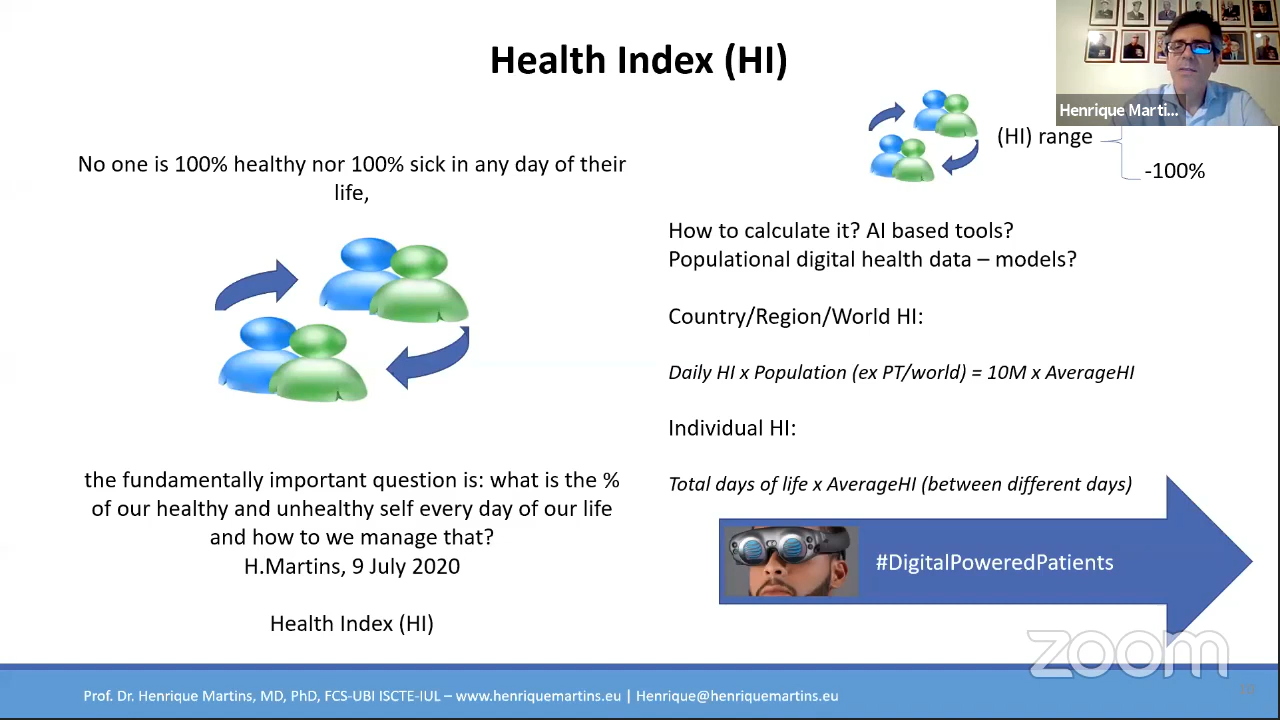 Health Index (HI)
Henrique Marti...
(HI) range
-100%
No one is 100% healthy nor 100% sick in any day of their
life,
the fundamentally important question is: what is the %
of our healthy and unhealthy self every day of our life
and how to we manage that?
H.Martins, 9 July 2020
Health Index (HI)
How to calculate it? AI based tools?
Populational digital health data – models?
Country/Region/World HI:
Daily HI x Population (ex PT/world) = 10M x AverageHI
Individual HI:
Total days of life x AverageHI (between different days)
#DigitalPoweredPatients
zoom
Prof. Dr. Henrique Martins, MD, PhD, FCS-UBI ISCTE-IUL – www.henriquemartins.eu | Henrique@henriquemartins.eu